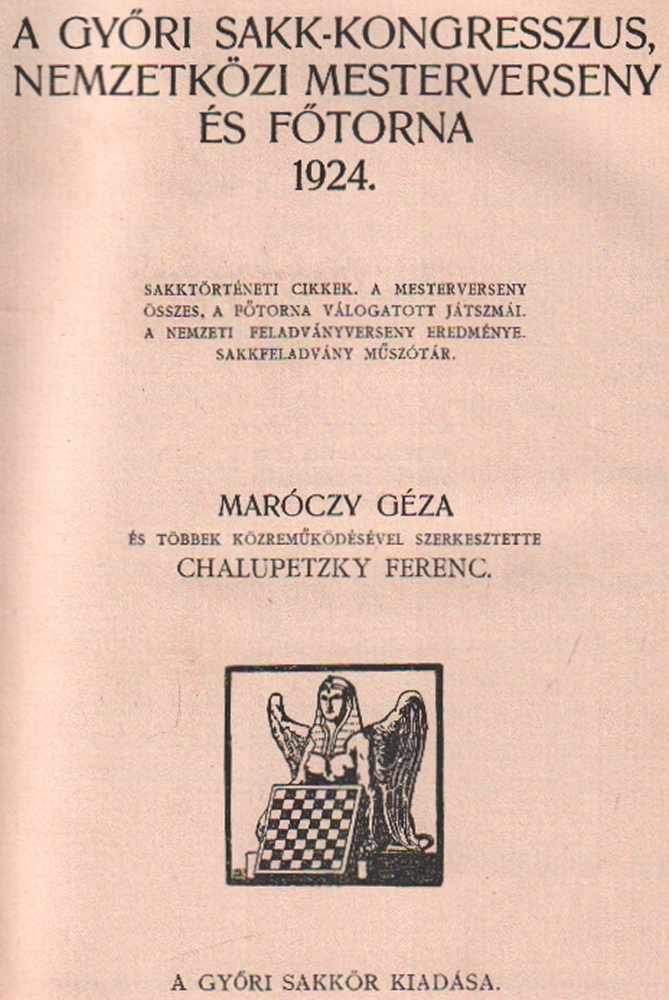 A GYŐRI SAKK-KONGRESSZUS,
NEMZETKÖZI MESTERVERSENY
ÉS FŐTORNA
1924.
SAKKTÖRTÉNETI CIKKEK. A MESTERVERSENY
ÖSSZES, A FŐTORNA VÁLOGATOTT JÁTSZMÁI.
A NEMZETI FELADVÁNYVERSENY EREDMÉNYE.
SAKKFELADVÁNY MŰSZÓTÁR.
MARÓCZY GÉZA
ÉS TÖBBEK KÖZREMŰKÖDÉSÉVEL SZERKESZTETTE
CHALUPETZKY FERENC.
A GYŐRI SAKKÖR KIADÁSA.